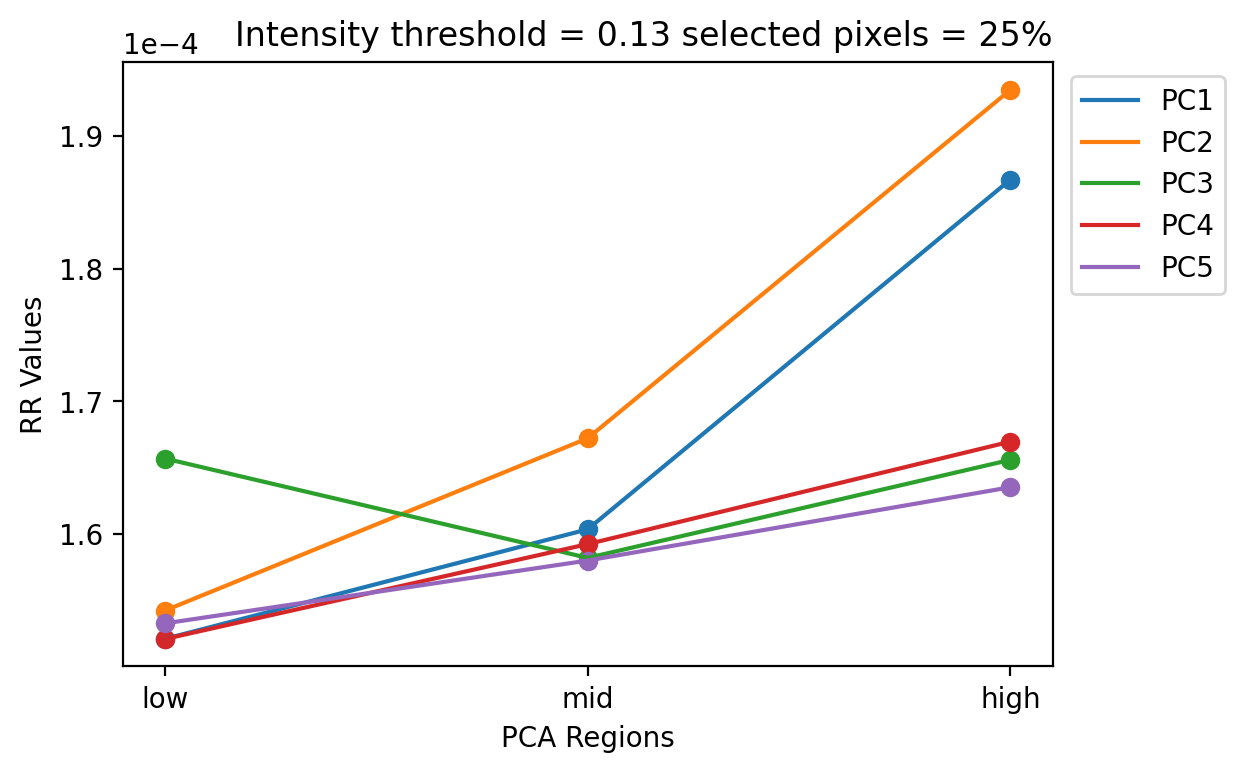 Intensity threshold = 0.13 selected pixels = 25%
1e−4
1.9
1.8
1.7
1.6
RR Values
low
mid
high
PCA Regions
PC1
PC2
PC3
PC4
PC5